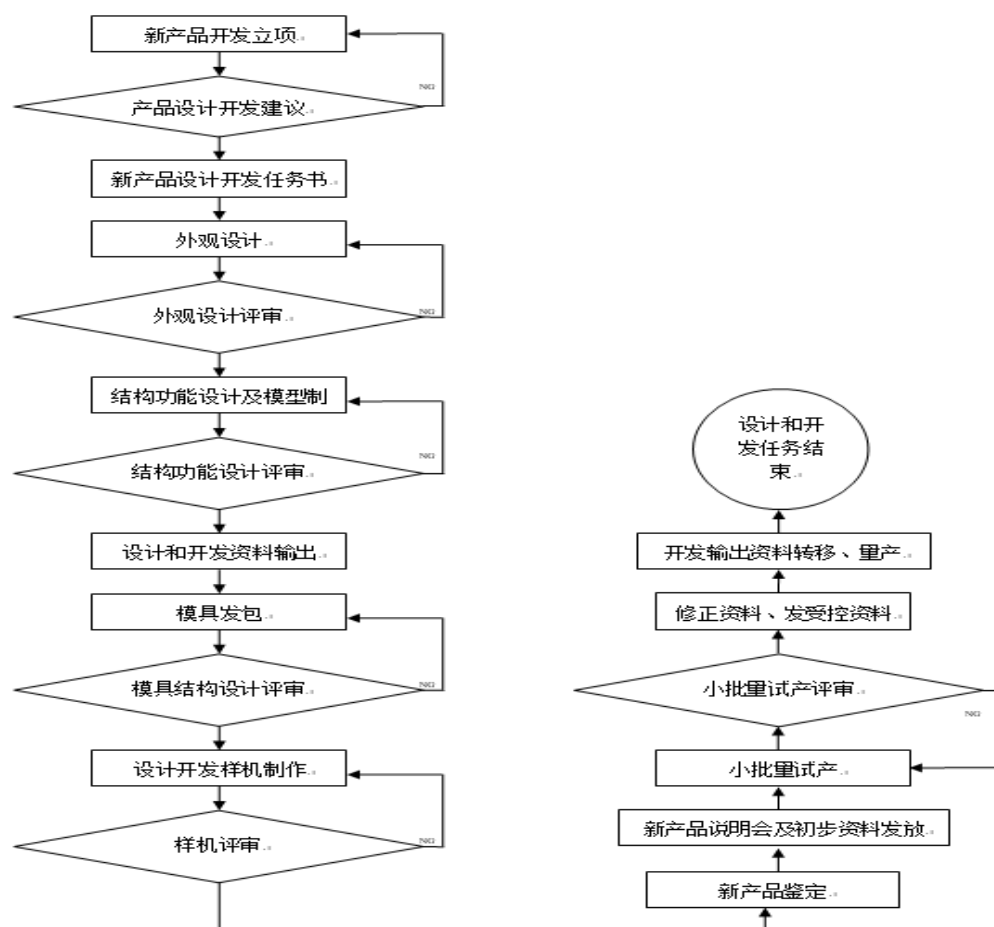 新产品开发立项
NG
产品设计开发建议
新产品设计开发任务书
外观设计
外观设计评审
NG
结构功能设计及模型制
NG
结构功能设计评审
设计和开发资料输出
模具发包
模具结构设计评审
NG
设计开发样机制作
样机评审
NG
设计和开
发任务结
束
开发输出资料转移、量产
修正资料、发受控资料
小批量试产评审
NG
小批量试产
新产品说明会及初步资料发放
新产品鉴定